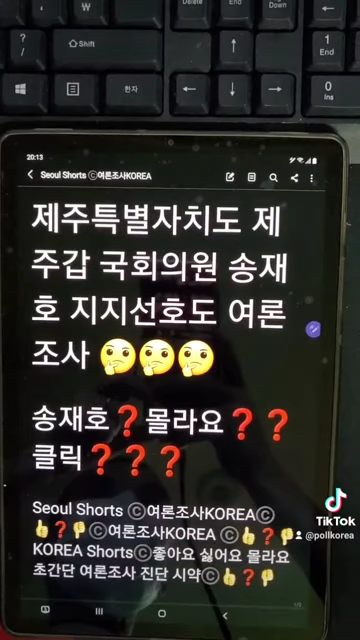 ₩
Delete
End
Down
?
/
⇧Shift
↑
1
End
한자
←
↓
→
0
Ins
20:13
Seoul Shorts ⓒ여론조사KOREA
제주특별자치도 제
주갑 국회의원 송재
호 지지선호도 여론
조사 🤔🤔🤔
송재호❓몰라요❓❓
클릭❓❓❓
Seoul Shorts ⓒ여론조사KOREAⓒ
👍❓👎ⓒ여론조사KOREA ⓒ👍❓👎
KOREA Shortsⓒ좋아요 싫어요 몰라요
초간단 여론조사 진단 시약ⓒ👍❓👎
1/2
TikTok
@pollkorea